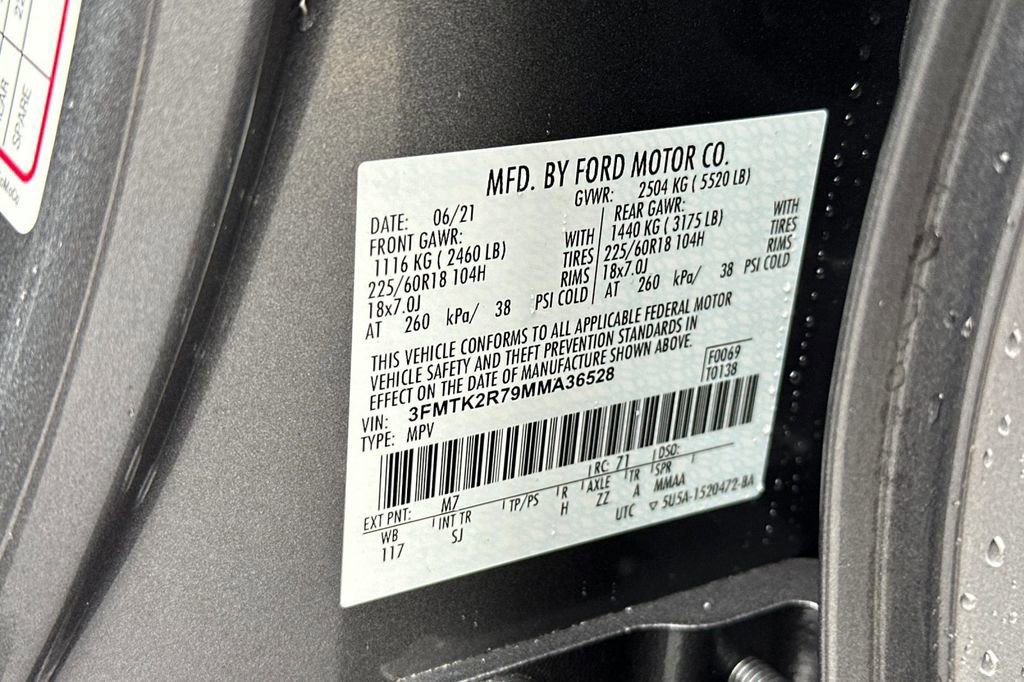 SPARE
MFD. BY FORD MOTOR CO.
DATE: 06/21
GVWR: 2504 KG ( 5520 LB)
FRONT GAWR:
1116 KG ( 2460 LB) WITH
225/60R18 104H TIRES
18x7.0J RIMS
AT 260 kPa/ 38 PSI COLD
REAR GAWR: WITH
1440 KG ( 3175 LB) TIRES
225/60R18 104H RIMS
18x7.0J
AT 260 kPa/ 38 PSI COLD
THIS VEHICLE CONFORMS TO ALL APPLICABLE FEDERAL MOTOR
VEHICLE SAFETY AND THEFT PREVENTION STANDARDS IN
EFFECT ON THE DATE OF MANUFACTURE SHOWN ABOVE.
F0069
T0138
VIN: 3FMTK2R79MMA36528
TYPE: MPV
EXT PNT: M7 RC: 71 DSO:
WB INT TR TP/PS R AXLE TR SPR
117 SJ H ZZ A MMAA
UTC ▽ 5U5A-1520472-BA